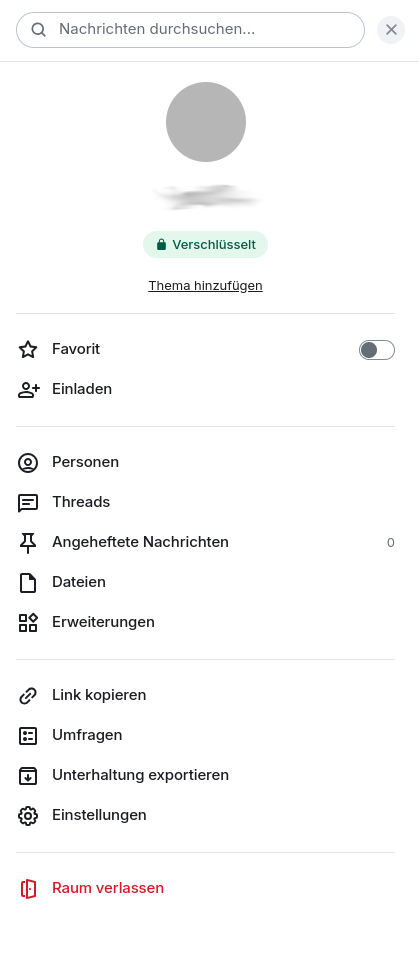 Nachrichten durchsuchen...
Verschlüsselt
Thema hinzufügen
Favorit
Einladen
Personen
Threads
Angeheftete Nachrichten 0
Dateien
Erweiterungen
Link kopieren
Umfragen
Unterhaltung exportieren
Einstellungen
Raum verlassen